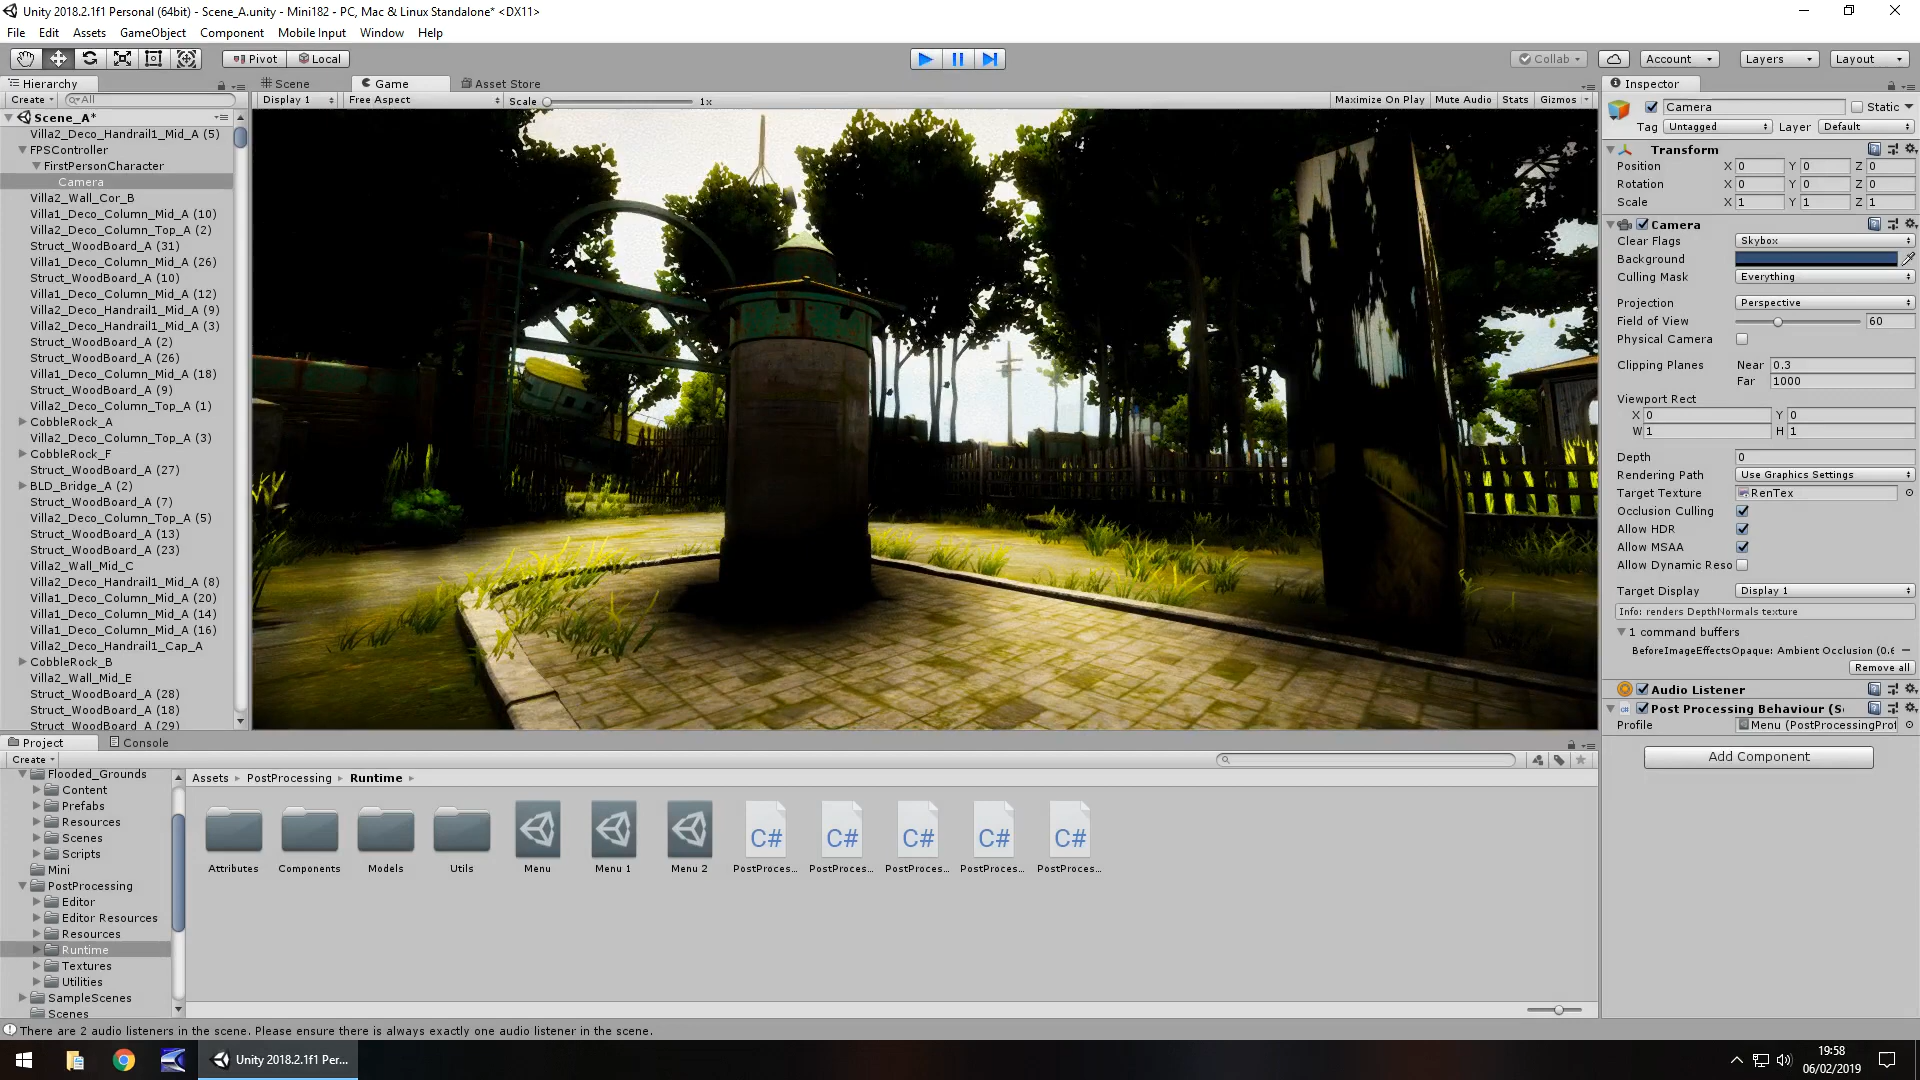 Unity 2018.2.1f1 Personal (64bit) - Scene_A.unity - Mini182 - PC, Mac & Linux Standalone* <DX11>
File Edit Assets GameObject Component Mobile Input Window Help
Pivot Local Collab Account Layers Layout
Hierarchy
Create All
Scene_A*
Villa2_Deco_Handrail1_Mid_A (5)
FPSController
FirstPersonCharacter
Camera
Villa2_Wall_Cor_B
Villa1_Deco_Column_Mid_A (10)
Villa2_Deco_Column_Top_A (2)
Struct_WoodBoard_A (31)
Villa1_Deco_Column_Mid_A (26)
Struct_WoodBoard_A (10)
Villa1_Deco_Column_Mid_A (12)
Villa2_Deco_Handrail1_Mid_A (9)
Villa2_Deco_Handrail1_Mid_A (3)
Struct_WoodBoard_A (2)
Struct_WoodBoard_A (26)
Villa1_Deco_Column_Mid_A (18)
Struct_WoodBoard_A (9)
Villa2_Deco_Column_Top_A (1)
CobbleRock_A
Villa2_Deco_Column_Top_A (3)
CobbleRock_F
Struct_WoodBoard_A (27)
BLD_Bridge_A (2)
Struct_WoodBoard_A (7)
Villa2_Deco_Column_Top_A (5)
Struct_WoodBoard_A (13)
Struct_WoodBoard_A (23)
Villa2_Wall_Mid_C
Villa2_Deco_Handrail1_Mid_A (8)
Villa1_Deco_Column_Mid_A (20)
Villa1_Deco_Column_Mid_A (14)
Villa1_Deco_Column_Mid_A (16)
Villa2_Deco_Handrail1_Cap_A
CobbleRock_B
Villa2_Wall_Mid_E
Struct_WoodBoard_A (28)
Struct_WoodBoard_A (18)
Struct_WoodBoard_A (29)
Scene Game Asset Store
Display 1 Free Aspect Scale 1x Maximize On Play Mute Audio Stats Gizmos
Inspector
Camera Static
Tag Untagged Layer Default
Transform
Position X 0 Y 0 Z 0
Rotation X 0 Y 0 Z 0
Scale X 1 Y 1 Z 1
Camera
Clear Flags Skybox
Background
Culling Mask Everything
Projection Perspective
Field of View 60
Physical Camera
Clipping Planes Near 0.3
Far 1000
Viewport Rect
X 0 Y 0
W 1 H 1
Depth 0
Rendering Path Use Graphics Settings
Target Texture RenTex
Occlusion Culling
Allow HDR
Allow MSAA
Allow Dynamic Reso
Target Display Display 1
Info: renders DepthNormals texture
1 command buffers
BeforeImageEffectsOpaque: Ambient Occlusion (0.6
Remove all
Audio Listener
Post Processing Behaviour (S
Profile Menu (PostProcessingProf
Add Component
Project Console
Create
Flooded_Grounds
Content
Prefabs
Resources
Scenes
Scripts
Mini
PostProcessing
Editor
Editor Resources
Resources
Runtime
Textures
Utilities
SampleScenes
Scenes
Assets PostProcessing Runtime
C# C# C# C# C#
Attributes Components Models Utils Menu Menu 1 Menu 2 PostProces... PostProces... PostProces... PostProces... PostProces...
There are 2 audio listeners in the scene. Please ensure there is always exactly one audio listener in the scene.
Unity 2018.2.1f1 Per...
19:58
06/02/2019